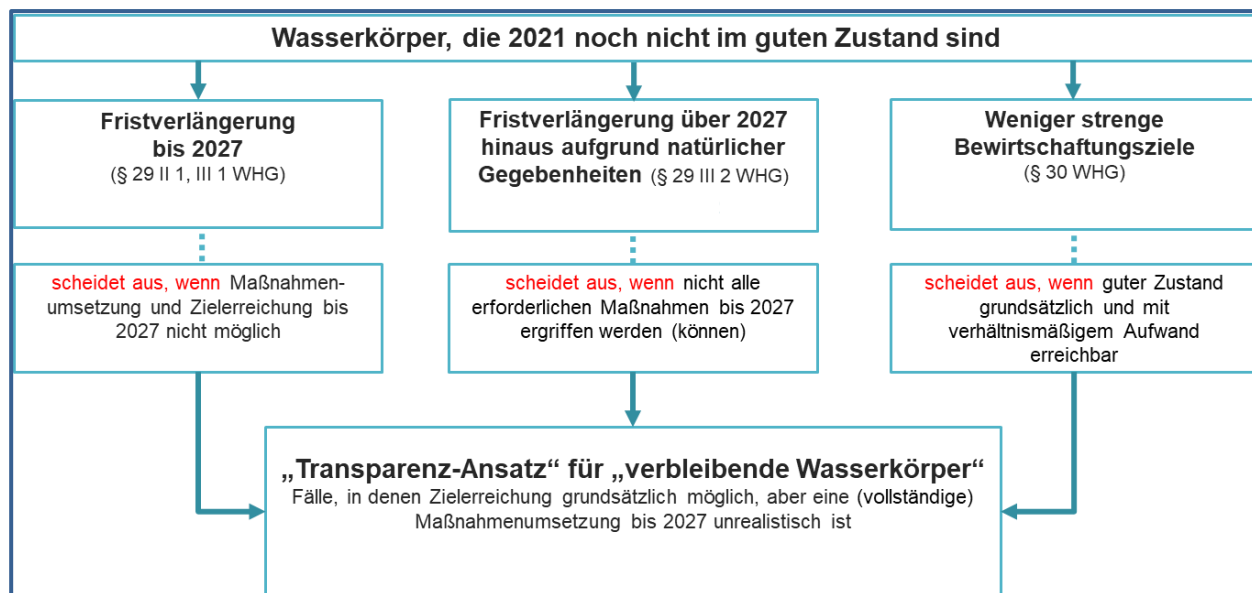 Wasserkörper, die 2021 noch nicht im guten Zustand sind
Fristverlängerung
bis 2027
(§ 29 II 1, III 1 WHG)
Fristverlängerung über 2027
hinaus aufgrund natürlicher
Gegebenheiten (§ 29 III 2 WHG)
Weniger strenge
Bewirtschaftungsziele
(§ 30 WHG)
scheidet aus, wenn Maßnahmen-
umsetzung und Zielerreichung bis
2027 nicht möglich
scheidet aus, wenn nicht alle
erforderlichen Maßnahmen bis 2027
ergriffen werden (können)
scheidet aus, wenn guter Zustand
grundsätzlich und mit
verhältnismäßigem Aufwand
erreichbar
„Transparenz-Ansatz“ für „verbleibende Wasserkörper“
Fälle, in denen Zielerreichung grundsätzlich möglich, aber eine (vollständige)
Maßnahmenumsetzung bis 2027 unrealistisch ist